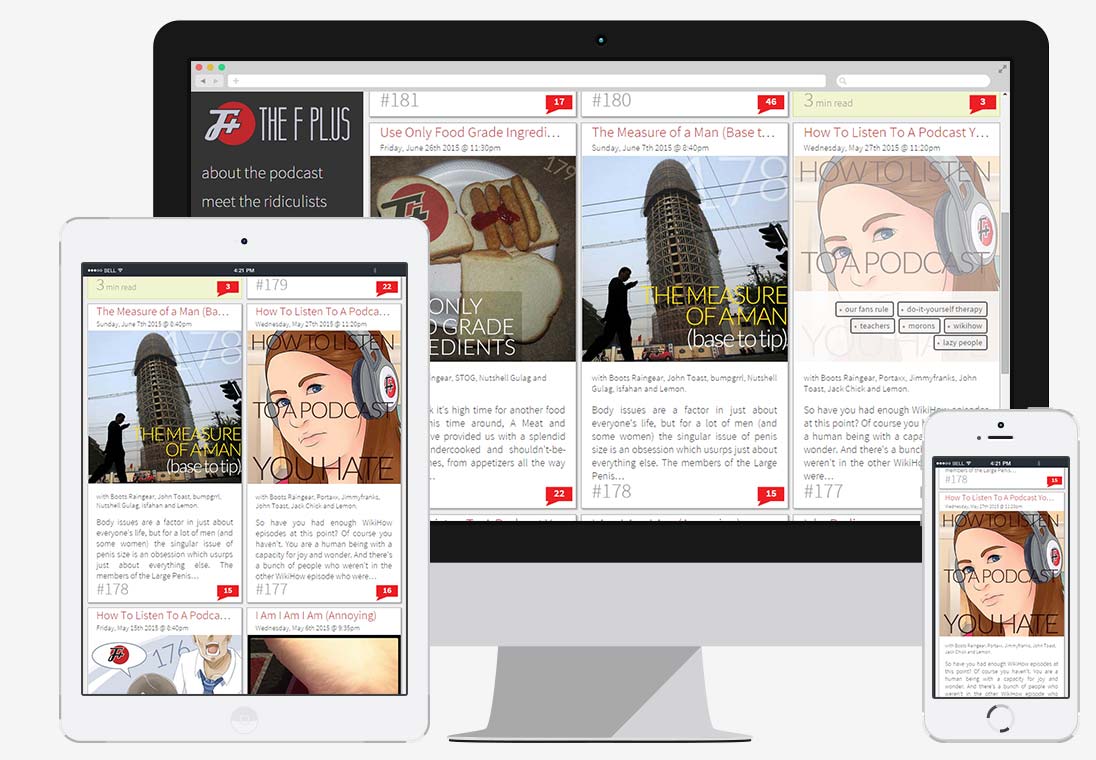 THE F PLUS
about the podcast
meet the ridiculists
#181
17
#180
46
3 min read
3
Use Only Food Grade Ingredi...
Friday, June 26th 2015 @ 11:30pm
179
ONLY
GRADE
EDIENTS
ngear, STOG, Nutshell Gulag and
it's high time for another food
his time around, A Meat and
ve provided us with a splendid
ndercooked and shouldn't-be-
nes, from appetizers all the way
22
The Measure of a Man (Base t...
Sunday, June 7th 2015 @ 8:40pm
178
THE MEASURE
OF A MAN
(base to tip)
with Boots Raingear, John Toast, bumpgrrl, Nutshell
Gulag, Isfahan and Lemon.
Body issues are a factor in just about
everyone's life, but for a lot of men (and
some women) the singular issue of penis
size is an obsession which usurps just about
everything else. The members of the Large
Penis...
#178
15
How To Listen To A Podcast Y...
Wednesday, May 27th 2015 @ 11:20pm
HOW TO LISTEN
TO A PODCAST
YOU HATE
• our fans rule
• do-it-yourself therapy
• teachers
• morons
• wikihow
• lazy people
with Boots Raingear, Portaxx, Jimmyfranks, John
Toast, Jack Chick and Lemon.
So have you had enough WikiHow episodes
at this point? Of course you h
a human being with a capa
wonder. And there's a bunc
weren't in the other WikiHo
were...
#177
BELL
4:21 PM
3 min read
3
#179
22
The Measure of a Man (Ba...
Sunday, June 7th 2015 @ 8:40pm
178
THE MEASURE
OF A MAN
(base to tip)
with Boots Raingear, John Toast, bumpgrrl,
Nutshell Gulag, Isfahan and Lemon.
Body issues are a factor in just about
everyone's life, but for a lot of men (and
some women) the singular issue of
penis size is an obsession which usurps
just about everything else. The
members of the Large Penis...
#178
15
How To Listen To A Podca...
Wednesday, May 27th 2015 @ 11:20pm
HOW TO LISTEN
TO A PODCAST
YOU HATE
with Boots Raingear, Portaxx, Jimmyfranks,
John Toast, Jack Chick and Lemon.
So have you had enough WikiHow
episodes at this point? Of course you
haven't. You are a human being with a
capacity for joy and wonder. And there's
a bunch of people who weren't in the
other WikiHow episode who were...
#177
16
How To Listen To A Podca...
Friday, May 15th 2015 @ 8:40pm
176
I Am I Am I Am (Annoying)
Wednesday, May 6th 2015 @ 9:35pm
BELL
4:21 PM
members of the Large Penis...
#178
15
How To Listen To A Podcast Yo...
Wednesday, May 27th 2015 @ 11:20pm
HOW TO LISTEN
TO A PODCAST
YOU HATE
with Boots Raingear, Portaxx, Jimmyfranks, John Toast,
Jack Chick and Lemon.
So have you had enough WikiHow episodes at
this point? Of course you haven't. You are a
human being with a capacity for joy and
wonder. And there's a bunch of people who
weren't in the other WikiHow episode who